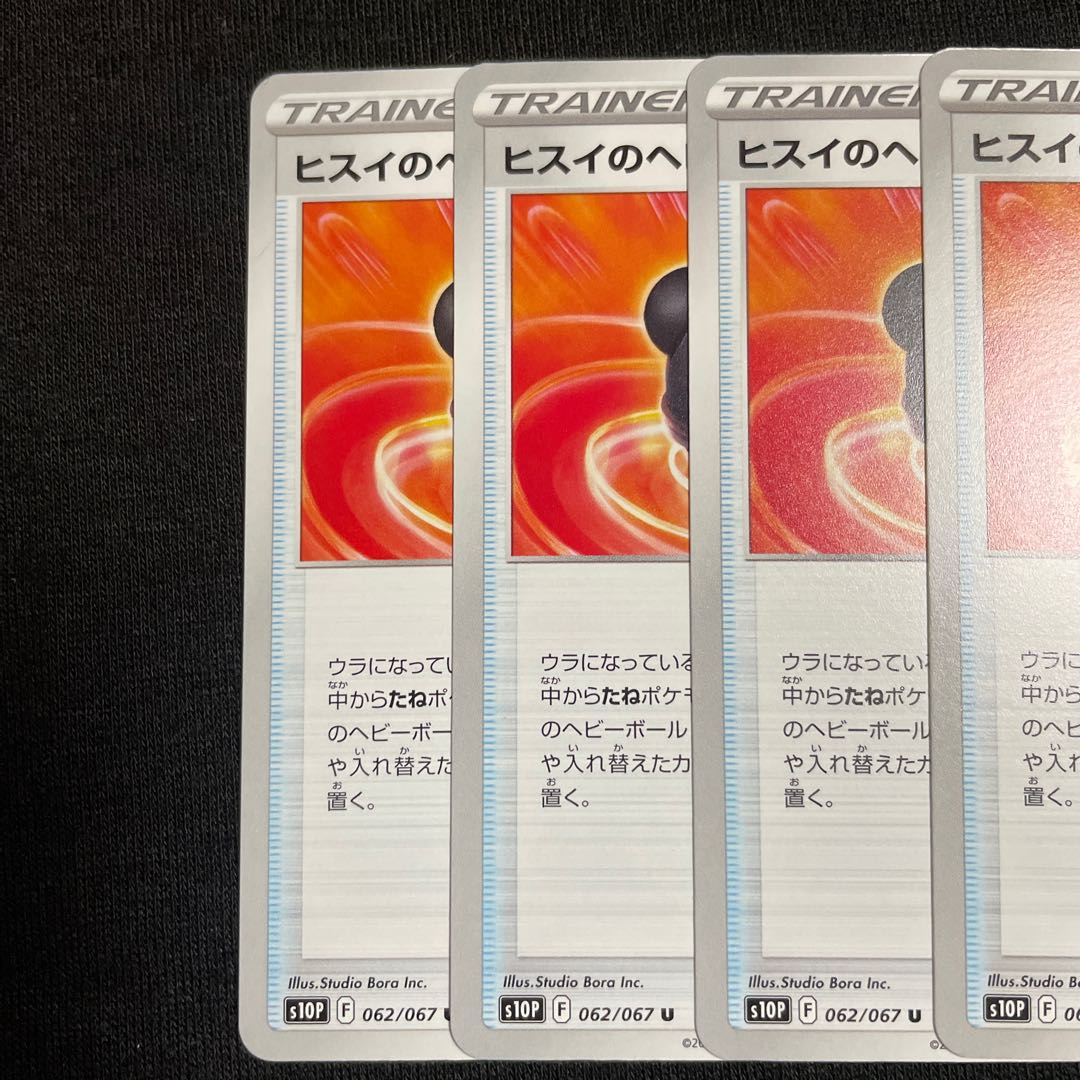 TRAINE
ヒスイのヘ
ウラになってい
なか
中からたねポケ
のヘビーボー
い か
や入れ替えた
お
置く。
Illus.Studio Bora Inc.
s10P F 062/067
TRAINE
ヒスイのヘ
ウラになっている
なか
中からたねポケモ
のヘビーボール
い か
や入れ替えたカ
お
置く。
Illus.Studio Bora Inc.
s10P F 062/067 U
©2
TRAINE
ヒスイのヘ
ウラになってい
なか
中からたねポケ
のヘビーボール
い か
や入れ替えたカ
お
置く。
Illus.Studio Bora Inc.
s10P F 062/067 U
©2
TRAI
ヒスイ
ウラに
なか
中から
のヘビ
い
や入れ
お
置く。
Illus.Studio Bo
s10P F 0